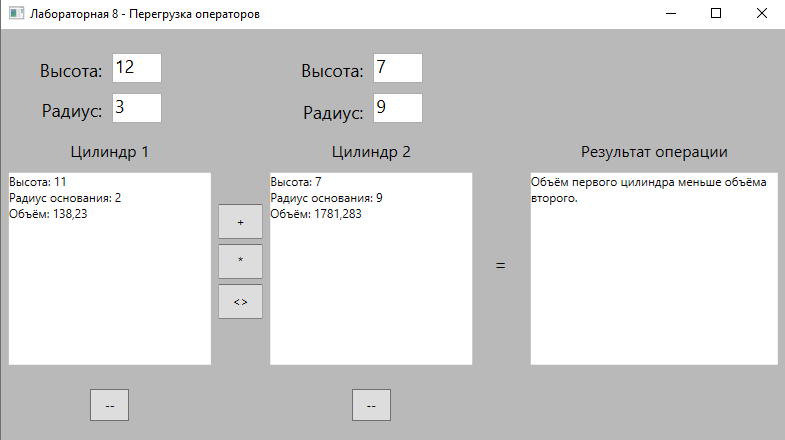 Лабораторная 8 - Перегрузка операторов
Высота: 12
Высота: 7
Радиус: 3
Радиус: 9
Цилиндр 1
Цилиндр 2
Результат операции
Высота: 11
Радиус основания: 2
Объём: 138,23
+
*
<>
Высота: 7
Радиус основания: 9
Объём: 1781,283
=
Объём первого цилиндра меньше объёма
второго.
--
--